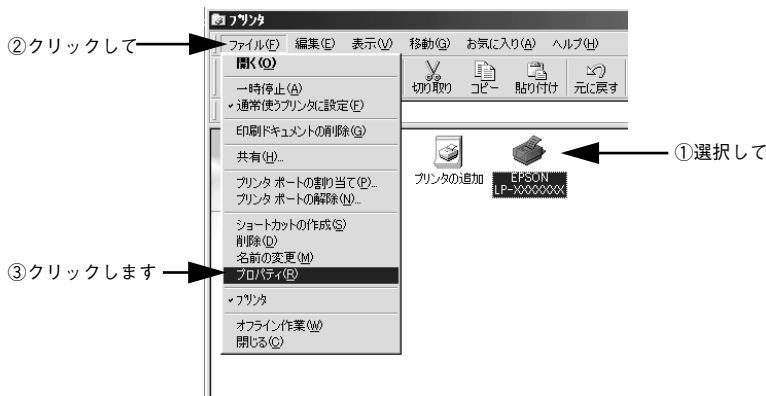 プリンタ
②クリックして
ファイル(F) 編集(E) 表示(V) 移動(G) お気に入り(A) ヘルプ(H)
開く(O)
切り取り コピー 貼り付け 元に戻す
一時停止(A)
通常使うプリンタに設定(F)
印刷ドキュメントの削除(G)
共有(H)...
プリンタ ポートの割り当て(P)...
プリンタ ポートの解除(N)...
ショートカットの作成(S)
削除(D)
名前の変更(M)
③クリックします
プロパティ(R)
プリンタ
オフライン作業(W)
閉じる(C)
プリンタの追加
EPSON
LP-XXXXXXX
①選択して